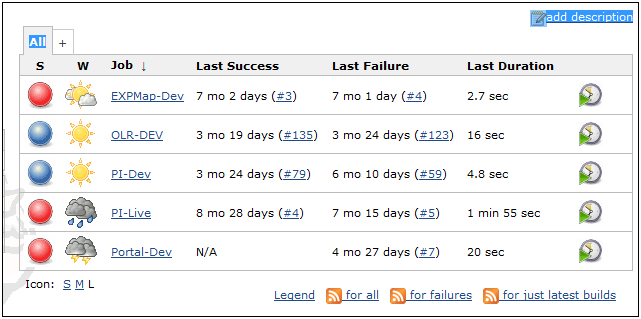 add description
All +
S W Job ↓ Last Success Last Failure Last Duration
EXPMap-Dev 7 mo 2 days (#3) 7 mo 1 day (#4) 2.7 sec
OLR-DEV 3 mo 19 days (#135) 3 mo 24 days (#123) 16 sec
PI-Dev 3 mo 24 days (#79) 6 mo 10 days (#59) 4.8 sec
PI-Live 8 mo 28 days (#4) 7 mo 15 days (#5) 1 min 55 sec
Portal-Dev N/A 4 mo 27 days (#7) 20 sec
Icon: S M L
Legend for all for failures for just latest builds